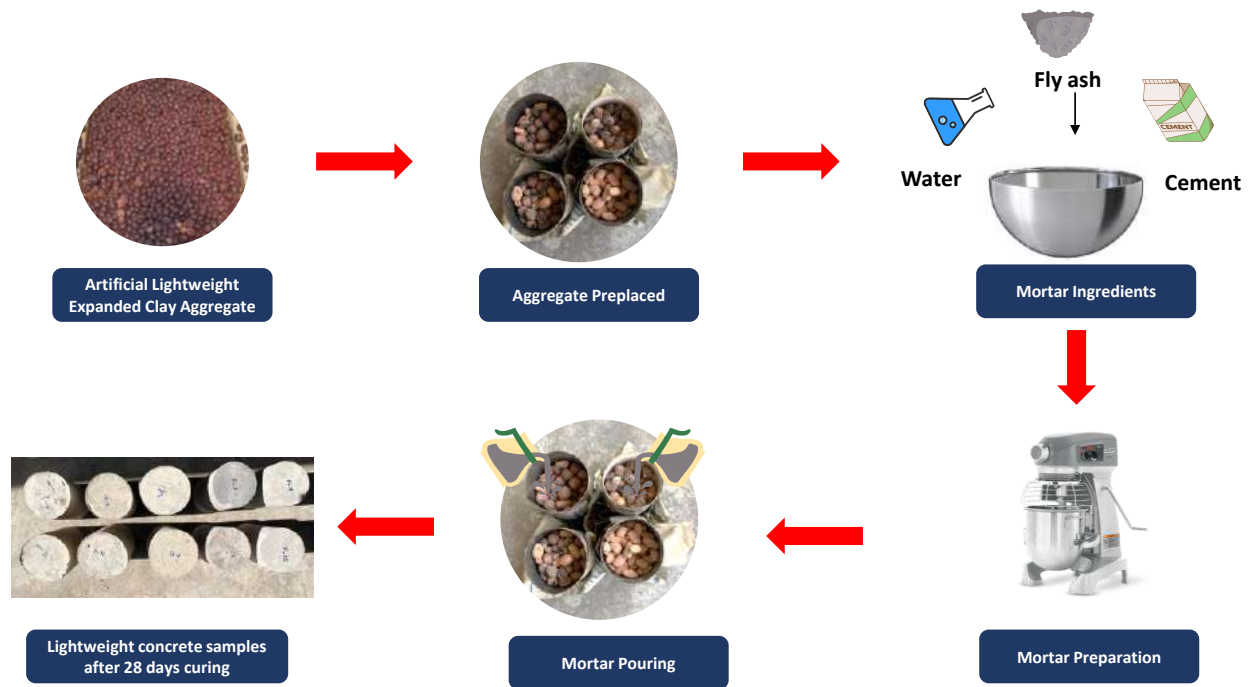 Fly ash
Water
CEMENT
Cement
Artificial Lightweight
Expanded Clay Aggregate
Aggregate Preplaced
Mortar Ingredients
Lightweight concrete samples
after 28 days curing
Mortar Pouring
Mortar Preparation